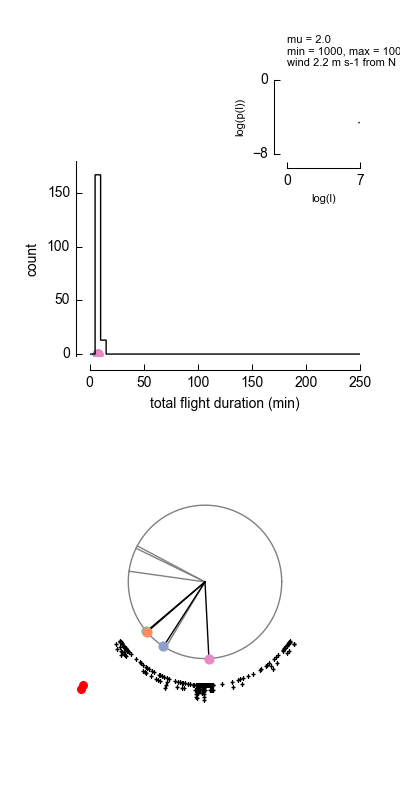 mu = 2.0
min = 1000, max = 100
wind 2.2 m s-1 from N
0
log(p(l))
−8
0
7
log(l)
150
100
50
0
count
0
50
100
150
200
250
total flight duration (min)